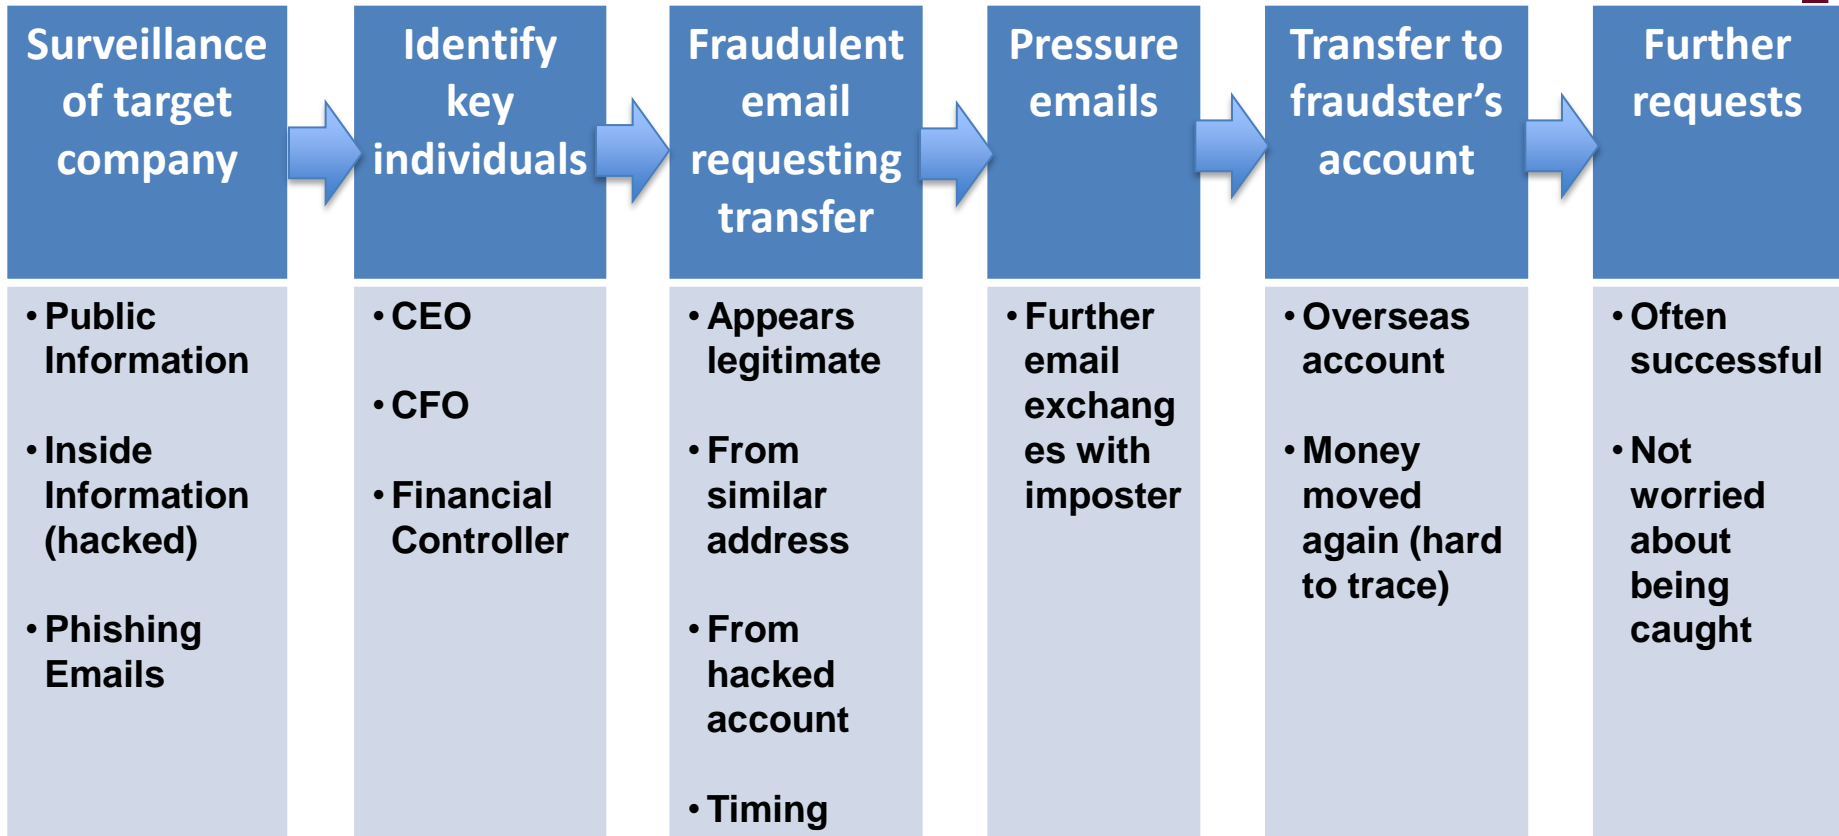 Surveillance
of target
company
• Public
Information
• Inside
Information
(hacked)
• Phishing
Emails
Identify
key
individuals
• CEO
• CFO
• Financial
Controller
Fraudulent
email
requesting
transfer
• Appears
legitimate
• From
similar
address
• From
hacked
account
• Timing
Pressure
emails
• Further
email
exchang
es with
imposter
Transfer to
fraudster’s
account
• Overseas
account
• Money
moved
again (hard
to trace)
Further
requests
• Often
successful
• Not
worried
about
being
caught